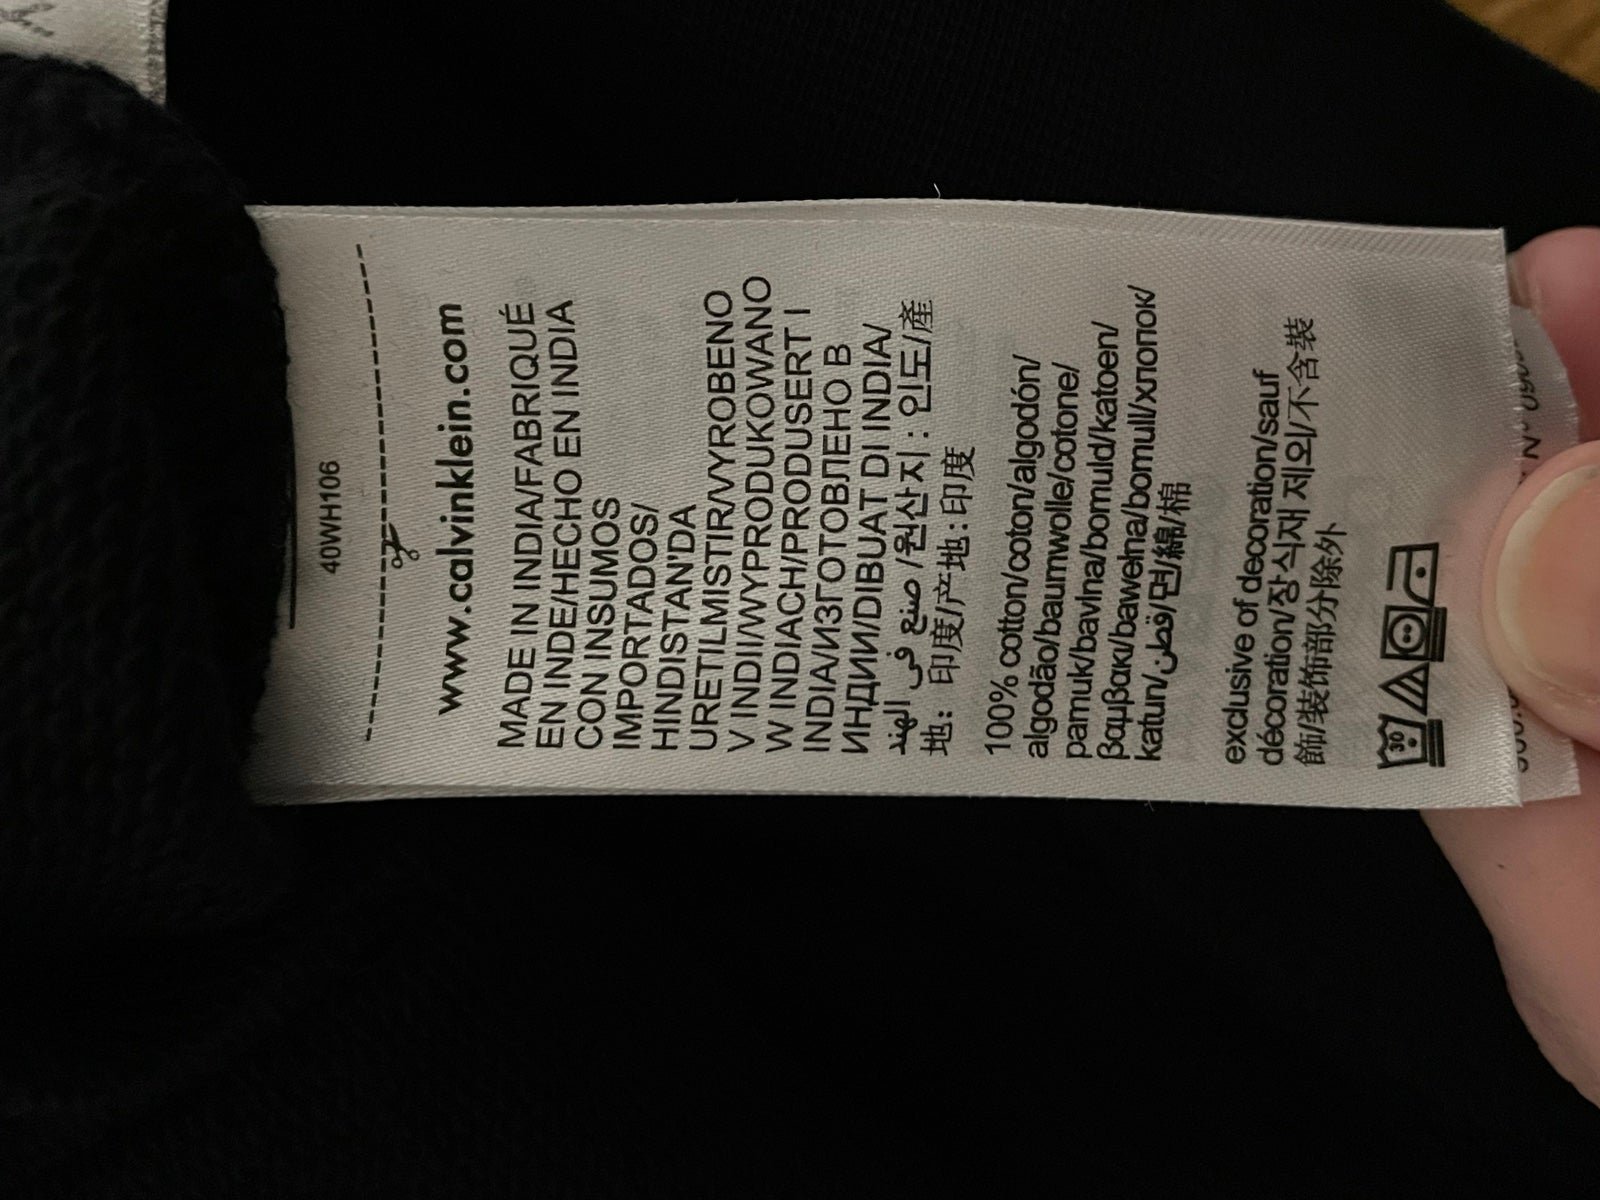 40WH106
www.calvinklein.com
MADE IN INDIA/FABRIQUÉ
EN INDE/HECHO EN INDIA
CON INSUMOS
IMPORTADOS/
HINDISTAN'DA
URETILMISTIR/VYROBENO
V INDII/WYPRODUKOWANO
W INDIACH/PRODUSERT I
INDIA/ИЗГОТОВЛЕНО В
ИНДИИ/DIBUAT DI INDIA/
صنع في الهند/원산지: 인도/產
地: 印度/产地: 印度
100% cotton/coton/algodón/
algodão/baumwolle/cotone/
pamuk/bavlna/bomuld/katoen/
βαμβακι/bawełna/bomull/хлопок/
katun/قطن/면/綿/棉
exclusive of decoration/sauf
décoration/장식재 제외/不含裝
飾/装饰部分除外
30